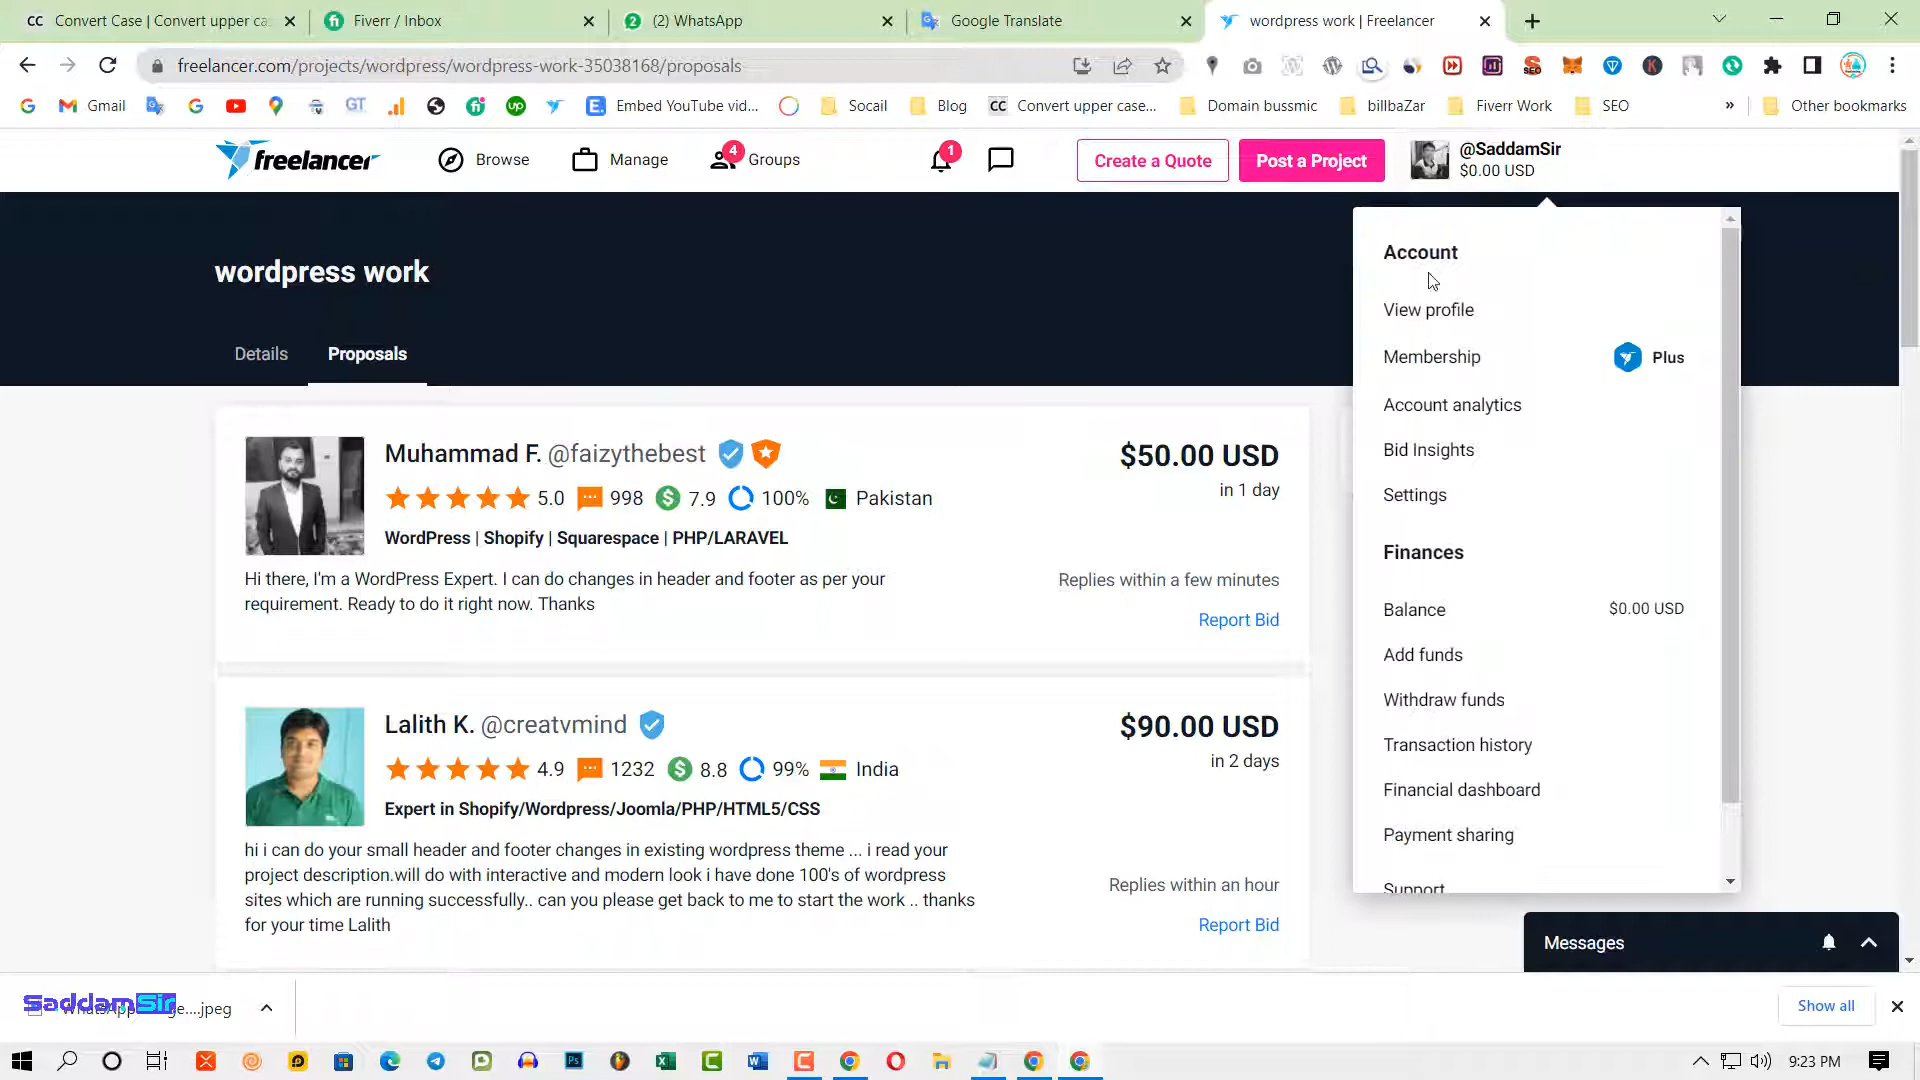 Convert Case | Convert upper ca
Fiverr / Inbox
(2) WhatsApp
Google Translate
wordpress work | Freelancer
freelancer.com/projects/wordpress/wordpress-work-35038168/proposals
Gmail
GT
Embed YouTube vid...
Socail
Blog
CC Convert upper case...
Domain bussmic
billbaZar
Fiverr Work
SEO
» Other bookmarks
freelancer
Browse
Manage
4 Groups
1
Create a Quote
Post a Project
@SaddamSir
$0.00 USD
wordpress work
Details
Proposals
Muhammad F. @faizythebest
$50.00 USD
in 1 day
5.0 998 7.9 100% Pakistan
WordPress | Shopify | Squarespace | PHP/LARAVEL
Hi there, I'm a WordPress Expert. I can do changes in header and footer as per your
requirement. Ready to do it right now. Thanks
Replies within a few minutes
Report Bid
Lalith K. @creatvmind
$90.00 USD
in 2 days
4.9 1232 8.8 99% India
Expert in Shopify/Wordpress/Joomla/PHP/HTML5/CSS
hi i can do your small header and footer changes in existing wordpress theme ... i read your
project description.will do with interactive and modern look i have done 100's of wordpress
sites which are running successfully.. can you please get back to me to start the work .. thanks
for your time Lalith
Replies within an hour
Report Bid
Account
View profile
Membership
Plus
Account analytics
Bid Insights
Settings
Finances
Balance
$0.00 USD
Add funds
Withdraw funds
Transaction history
Financial dashboard
Payment sharing
Support
Messages
SaddamSir
ge....jpeg
Show all
9:23 PM